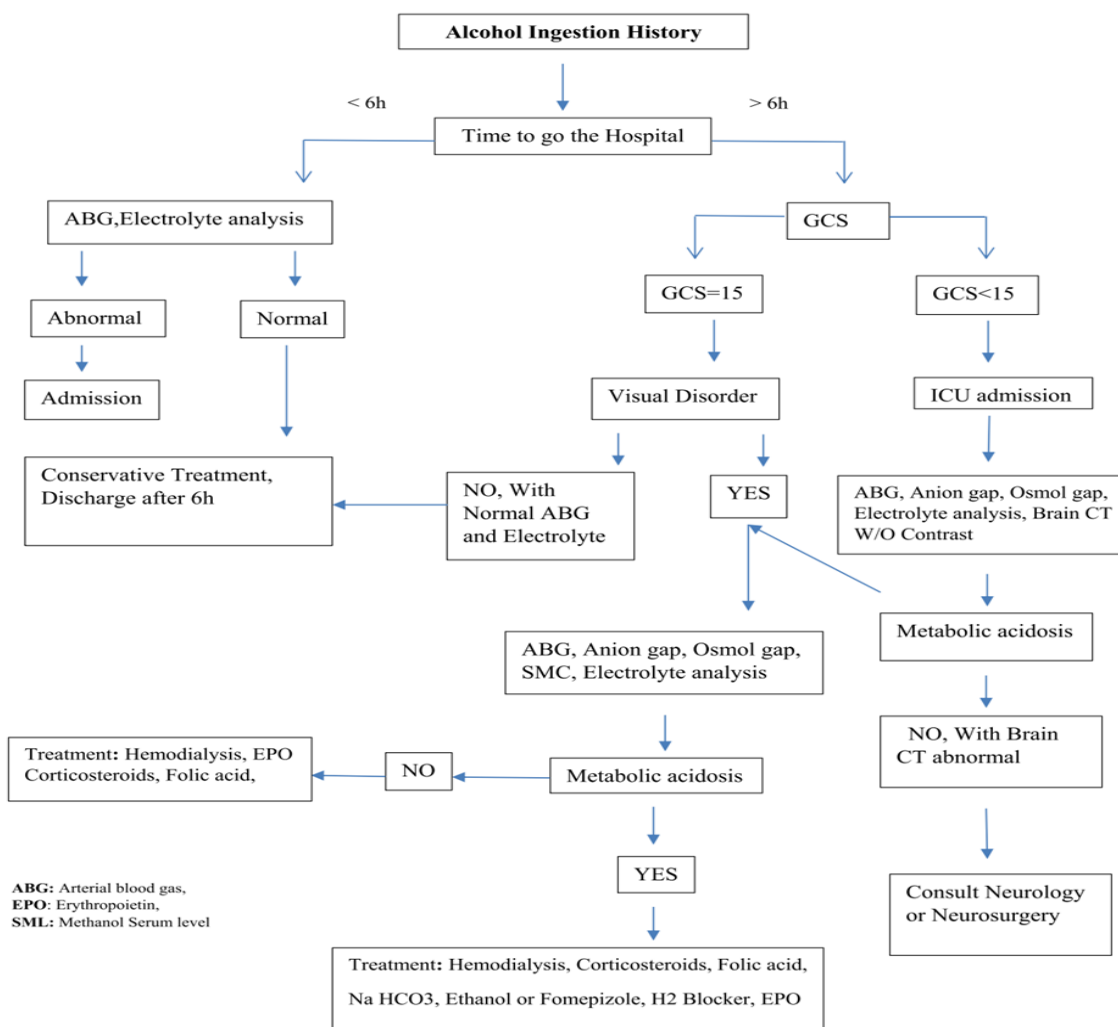 Alcohol Ingestion History
< 6h
> 6h
Time to go the Hospital
ABG,Electrolyte analysis
GCS
Abnormal
Normal
GCS=15
GCS<15
Admission
Visual Disorder
ICU admission
Conservative Treatment,
Discharge after 6h
NO, With
Normal ABG
and Electrolyte
YES
ABG, Anion gap, Osmol gap,
Electrolyte analysis, Brain CT
W/O Contrast
ABG, Anion gap, Osmol gap,
SMC, Electrolyte analysis
Metabolic acidosis
Treatment: Hemodialysis, EPO
Corticosteroids, Folic acid,
NO
Metabolic acidosis
NO, With Brain
CT abnormal
YES
Consult Neurology
or Neurosurgery
ABG: Arterial blood gas,
EPO: Erythropoietin,
SML: Methanol Serum level
Treatment: Hemodialysis, Corticosteroids, Folic acid,
Na HCO3, Ethanol or Fomepizole, H2 Blocker, EPO